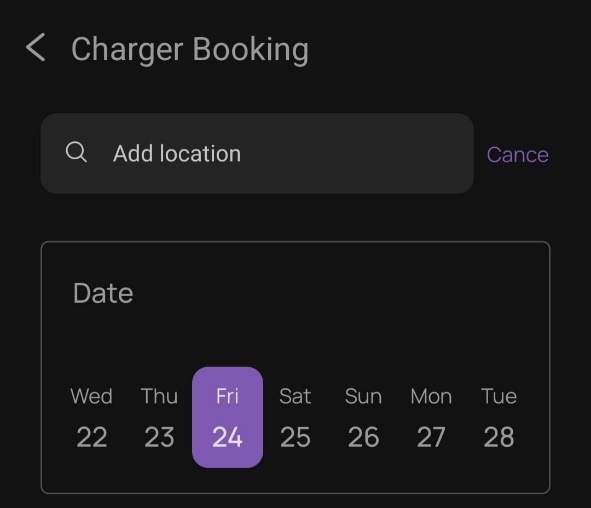 Charger Booking
Add location
Cance
Date
Wed Thu Fri Sat Sun Mon Tue
22 23 24 25 26 27 28